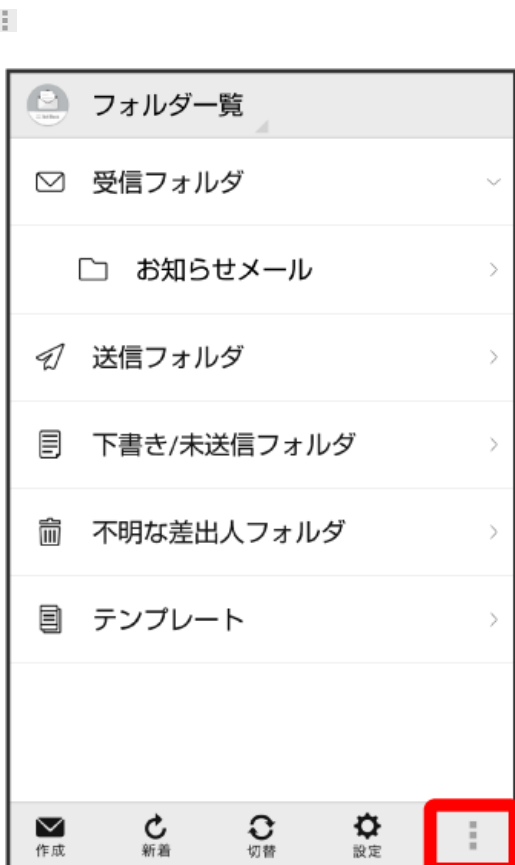 フォルダ一覧
受信フォルダ
お知らせメール
送信フォルダ
下書き/未送信フォルダ
不明な差出人フォルダ
テンプレート
作成 新着 切替 設定